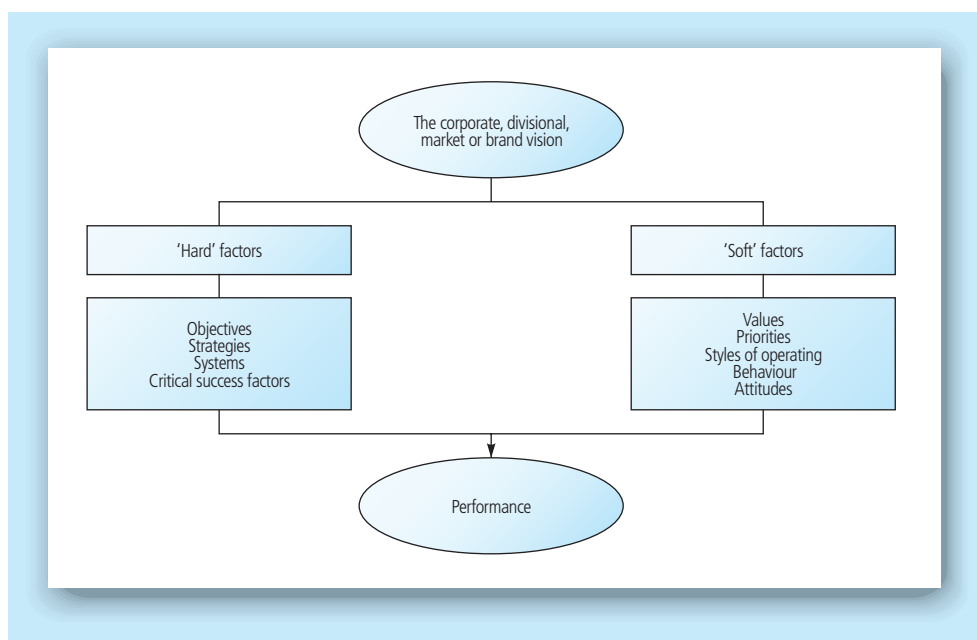 The corporate, divisional,
market or brand vision
‘Hard’ factors
‘Soft’ factors
Objectives
Strategies
Systems
Critical success factors
Values
Priorities
Styles of operating
Behaviour
Attitudes
Performance